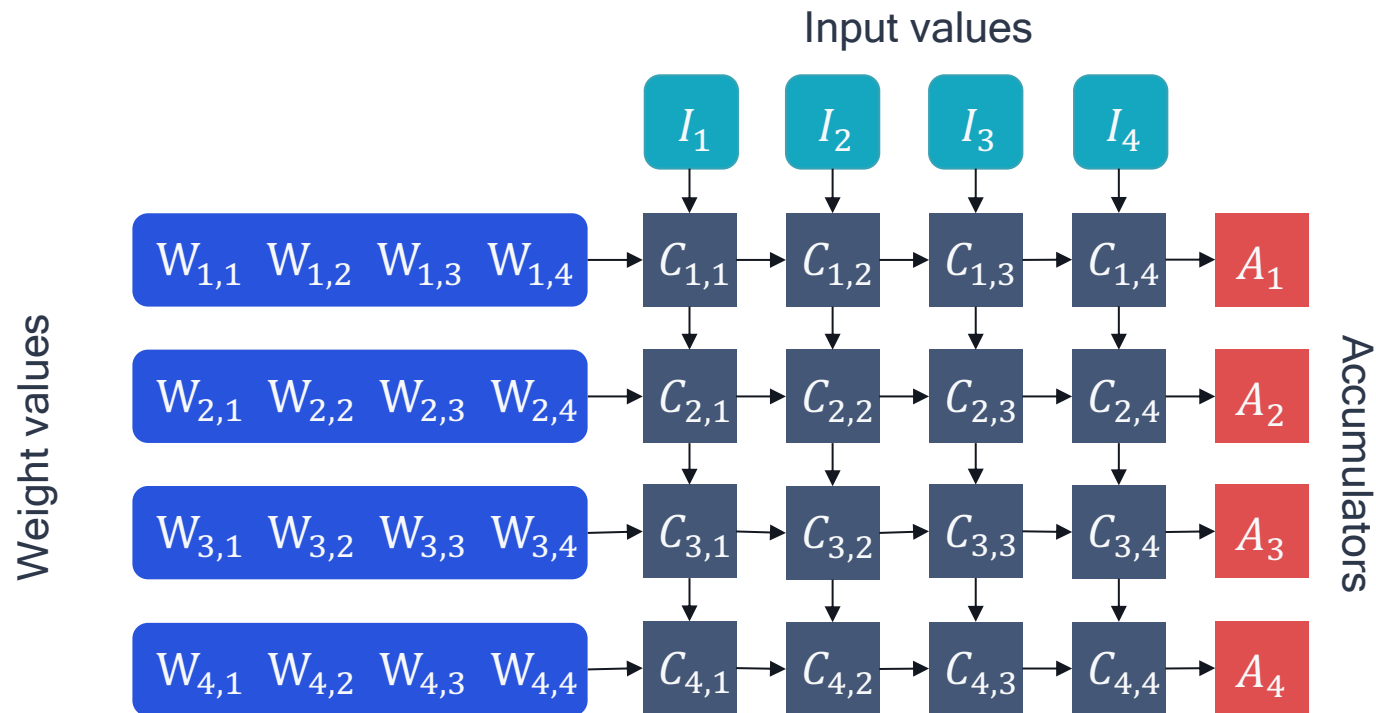 Input values
I₁ I₂ I₃ I₄
W₁,₁ W₁,₂ W₁,₃ W₁,₄ C₁,₁ C₁,₂ C₁,₃ C₁,₄ A₁
W₂,₁ W₂,₂ W₂,₃ W₂,₄ C₂,₁ C₂,₂ C₂,₃ C₂,₄ A₂
W₃,₁ W₃,₂ W₃,₃ W₃,₄ C₃,₁ C₃,₂ C₃,₃ C₃,₄ A₃
W₄,₁ W₄,₂ W₄,₃ W₄,₄ C₄,₁ C₄,₂ C₄,₃ C₄,₄ A₄
Weight values
Accumulators